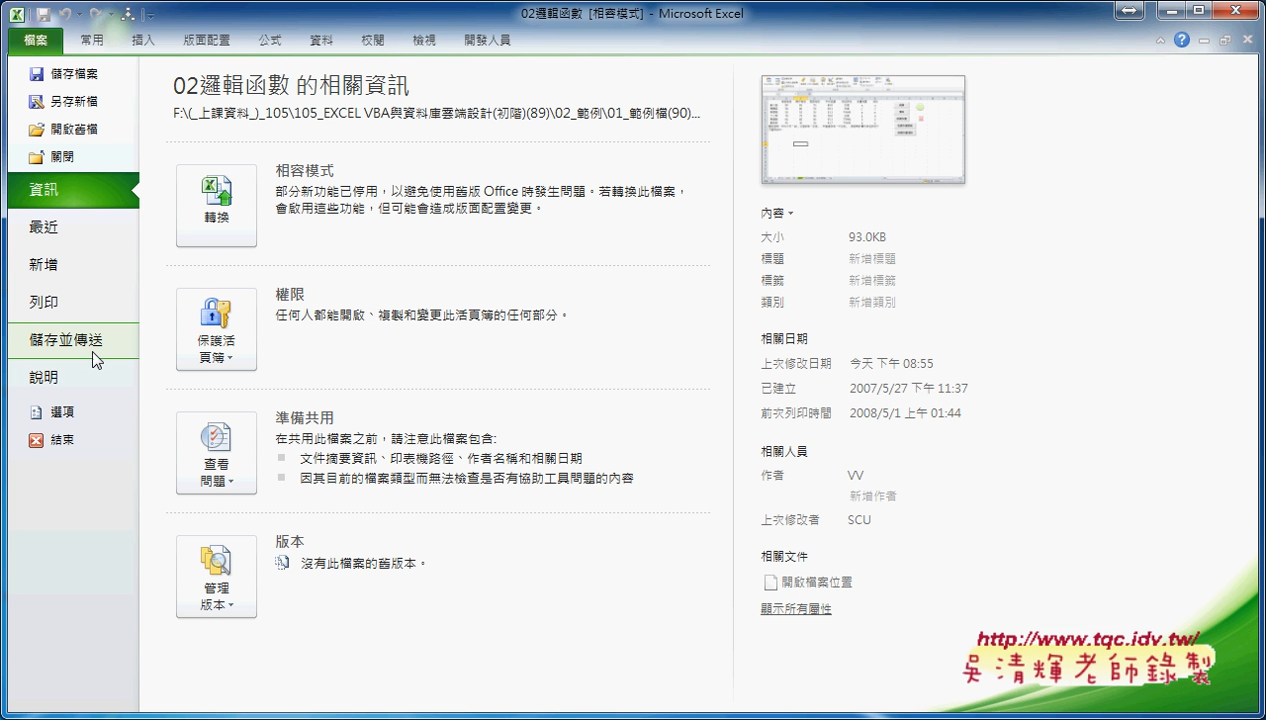 02邏輯函數 [相容模式] - Microsoft Excel
檔案 常用 插入 版面配置 公式 資料 校閱 檢視 開發人員
儲存檔案
另存新檔
開啟舊檔
關閉
資訊
最近
新增
列印
儲存並傳送
說明
選項
結束
02邏輯函數 的相關資訊
F:\(_上課資料_)_105\105_EXCEL VBA與資料庫雲端設計(初階)(89)\02_範例\01_範例檔(90)...
轉換
相容模式
部分新功能已停用，以避免使用舊版 Office 時發生問題。若轉換此檔案，
會啟用這些功能，但可能會造成版面配置變更。
保護活
頁簿
權限
任何人都能開啟、複製和變更此活頁簿的任何部分。
查看
問題
準備共用
在共用此檔案之前，請注意此檔案包含:
文件摘要資訊、印表機路徑、作者名稱和相關日期
因其目前的檔案類型而無法檢查是否有協助工具問題的內容
管理
版本
版本
沒有此檔案的舊版本。
內容
大小 93.0KB
標題 新增標題
標籤 新增標籤
類別 新增類別
相關日期
上次修改日期 今天 下午 08:55
已建立 2007/5/27 下午 11:37
前次列印時間 2008/5/1 上午 01:44
相關人員
作者 VV
新增作者
上次修改者 SCU
相關文件
開啟檔案位置
顯示所有屬性
http://www.tqc.idv.tw/
吳清輝老師錄製